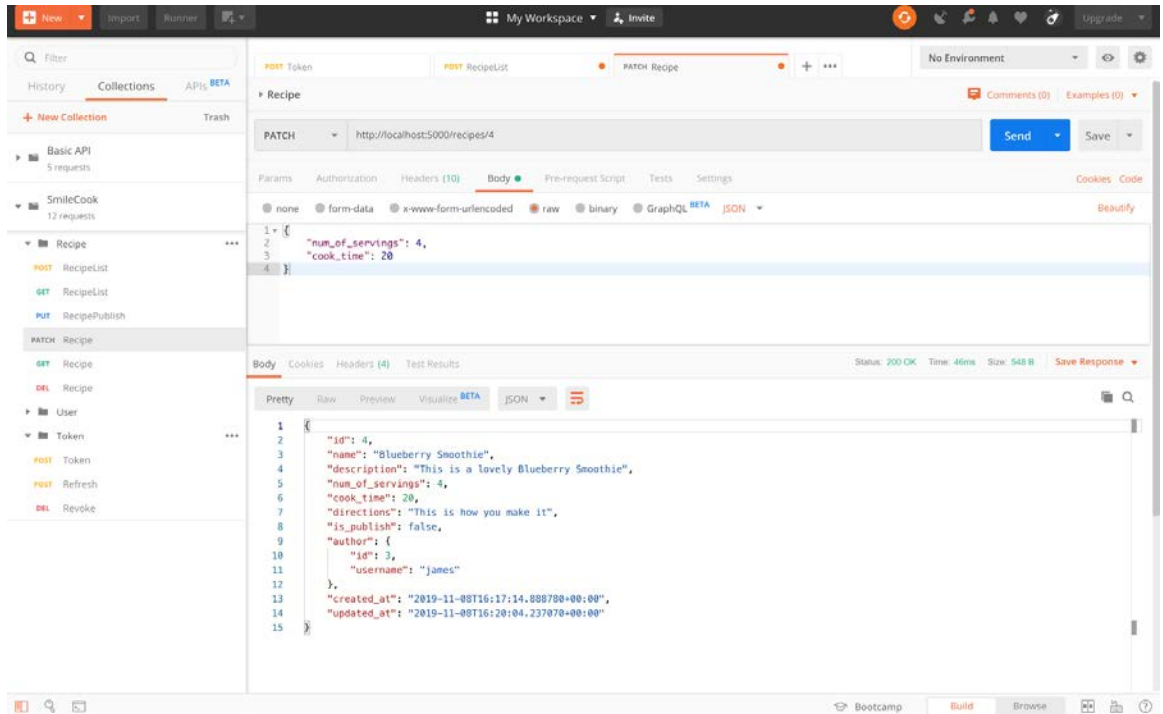 New Import Runner My Workspace Invite Upgrade
Filter
History Collections APIs BETA
+ New Collection Trash
Basic API
5 requests
SmileCook
12 requests
Recipe
POST RecipeList
GET RecipeList
PUT RecipePublish
PATCH Recipe
GET Recipe
DEL Recipe
User
Token
POST Token
POST Refresh
DEL Revoke
POST Token POST RecipeList PATCH Recipe + No Environment
Recipe Comments (0) Examples (0)
PATCH http://localhost:5000/recipes/4 Send Save
Params Authorization Headers (10) Body Pre-request Script Tests Settings Cookies Code
none form-data x-www-form-urlencoded raw binary GraphQL BETA JSON Beautify
1 {
2 "num_of_servings": 4,
3 "cook_time": 20
4 }
Body Cookies Headers (4) Test Results Status: 200 OK Time: 46ms Size: 548 B Save Response
Pretty Raw Preview Visualize BETA JSON
1 {
2 "id": 4,
3 "name": "Blueberry Smoothie",
4 "description": "This is a lovely Blueberry Smoothie",
5 "num_of_servings": 4,
6 "cook_time": 20,
7 "directions": "This is how you make it",
8 "is_publish": false,
9 "author": {
10 "id": 3,
11 "username": "james"
12 },
13 "created_at": "2019-11-08T16:17:14.888780+00:00",
14 "updated_at": "2019-11-08T16:20:04.237070+00:00"
15 }
Bootcamp Build Browse